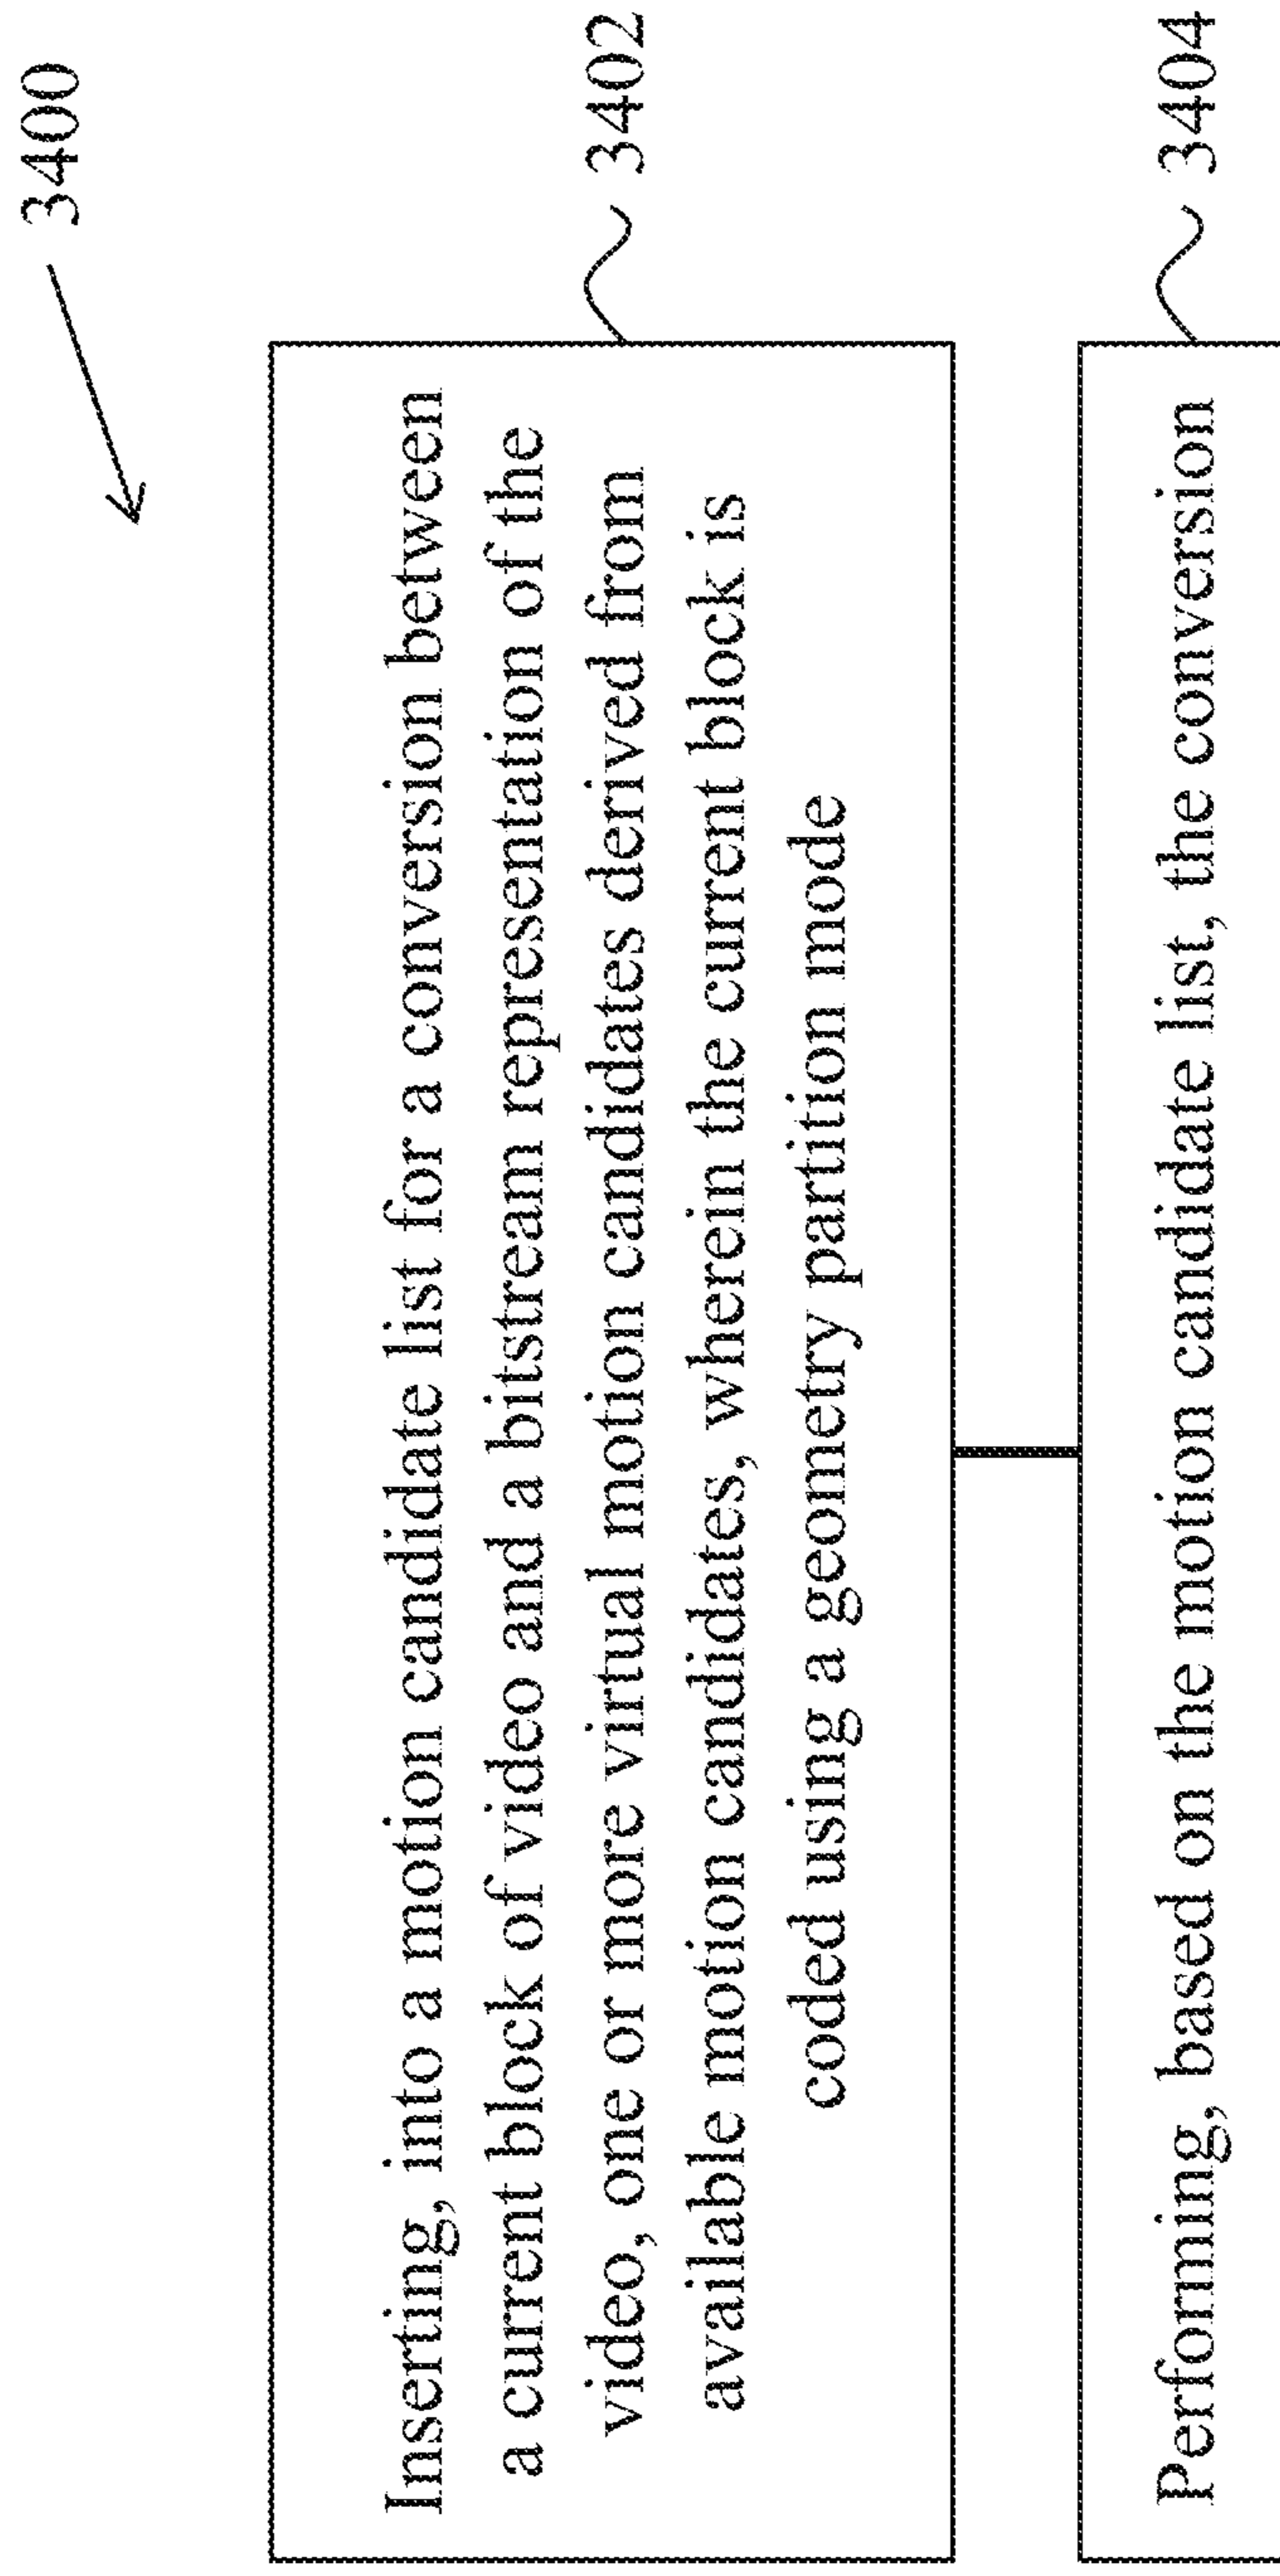 3400
Inserting, into a motion candidate list for a conversion between
a current block of video and a bitstream representation of the
video, one or more virtual motion candidates derived from
available motion candidates, wherein the current block is
coded using a geometry partition mode
3402
Performing, based on the motion candidate list, the conversion
3404